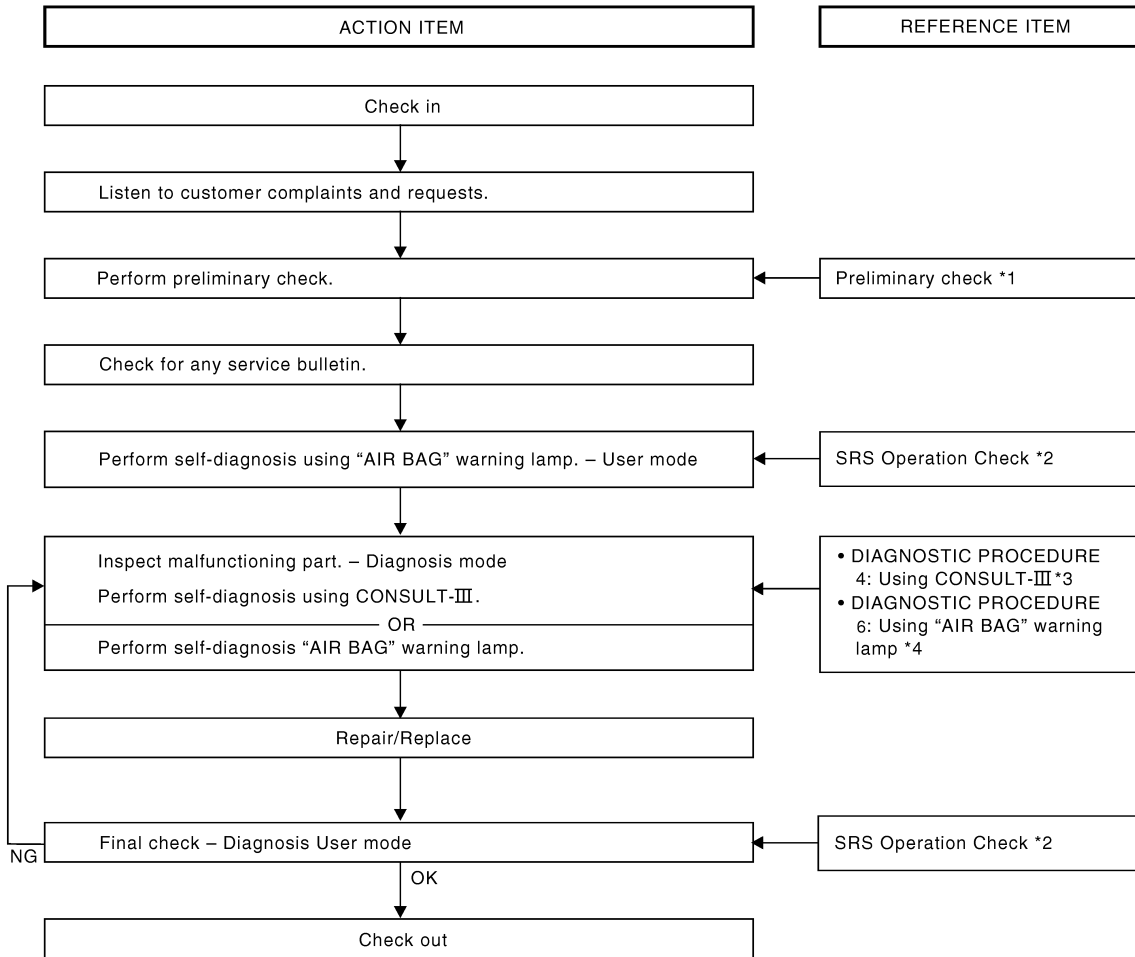 ACTION ITEM
REFERENCE ITEM
Check in
Listen to customer complaints and requests.
Perform preliminary check.
Preliminary check *1
Check for any service bulletin.
Perform self-diagnosis using “AIR BAG” warning lamp. – User mode
SRS Operation Check *2
Inspect malfunctioning part. – Diagnosis mode
Perform self-diagnosis using CONSULT-III.
OR
Perform self-diagnosis “AIR BAG” warning lamp.
• DIAGNOSTIC PROCEDURE
4: Using CONSULT-III *3
• DIAGNOSTIC PROCEDURE
6: Using “AIR BAG” warning
lamp *4
Repair/Replace
Final check – Diagnosis User mode
SRS Operation Check *2
NG
OK
Check out